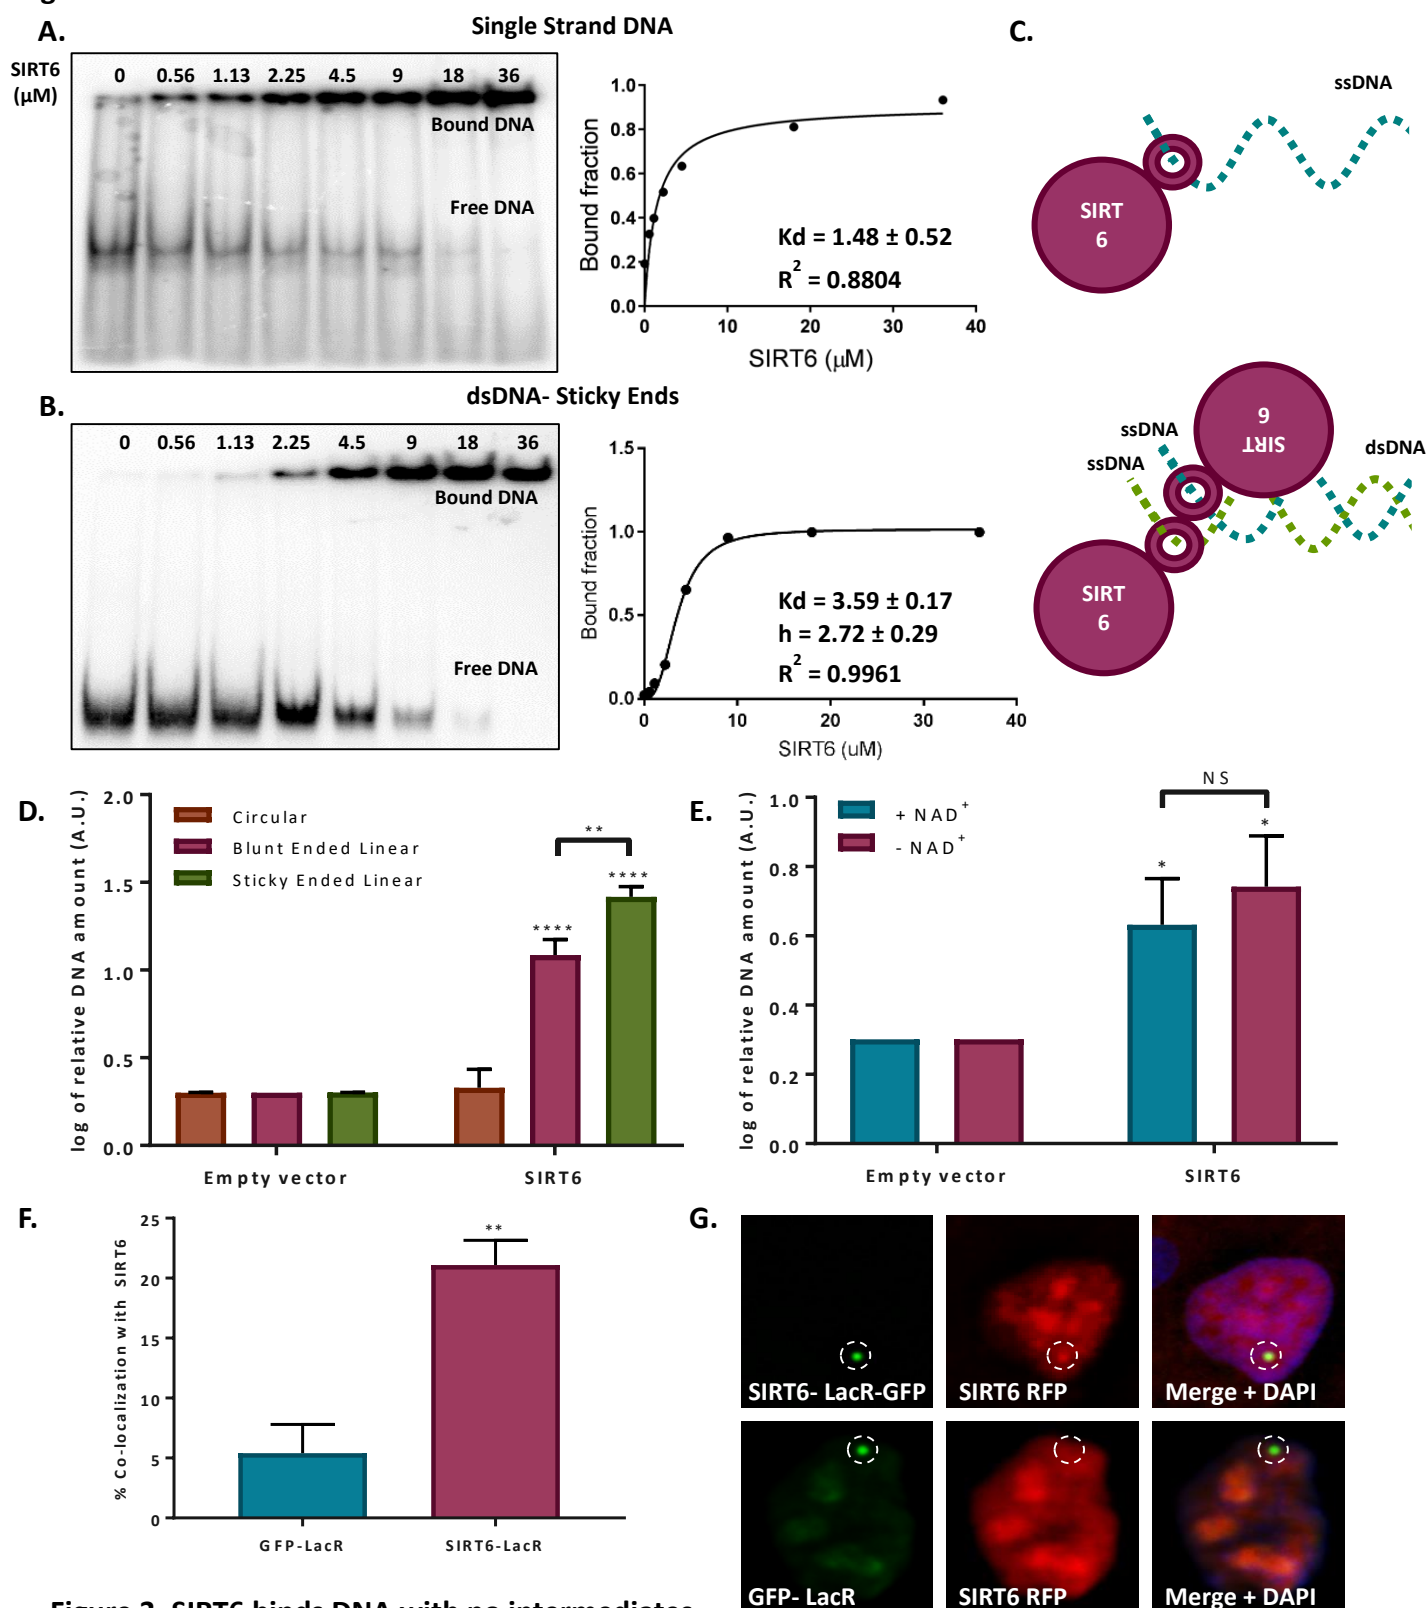 A.
Single Strand DNA
C.
SIRT6
(µM)
0 0.56 1.13 2.25 4.5 9 18 36
Bound DNA
Free DNA
1.0
0.8
0.6
0.4
0.2
0.0
0 10 20 30 40
Bound fraction
SIRT6 (µM)
Kd = 1.48 ± 0.52
R² = 0.8804
ssDNA
SIRT
6
B.
dsDNA- Sticky Ends
0 0.56 1.13 2.25 4.5 9 18 36
Bound DNA
Free DNA
1.5
1.0
0.5
0.0
0 10 20 30 40
Bound fraction
SIRT6 (uM)
Kd = 3.59 ± 0.17
h = 2.72 ± 0.29
R² = 0.9961
ssDNA
ssDNA
dsDNA
SIRT
6
SIRT
6
D.
log of relative DNA amount (A.U.)
2.0
1.5
1.0
0.5
0.0
Circular
Blunt Ended Linear
Sticky Ended Linear
**
****
****
Empty vector
SIRT6
E.
log of relative DNA amount (A.U.)
1.0
0.8
0.6
0.4
0.2
0.0
+ NAD⁺
- NAD⁺
NS
*
*
Empty vector
SIRT6
F.
% Co-localization with SIRT6
25
20
15
10
5
0
**
GFP-LacR
SIRT6-LacR
G.
SIRT6- LacR-GFP
SIRT6 RFP
Merge + DAPI
GFP- LacR
SIRT6 RFP
Merge + DAPI
Figure 2. SIRT6 binds DNA with no intermediates